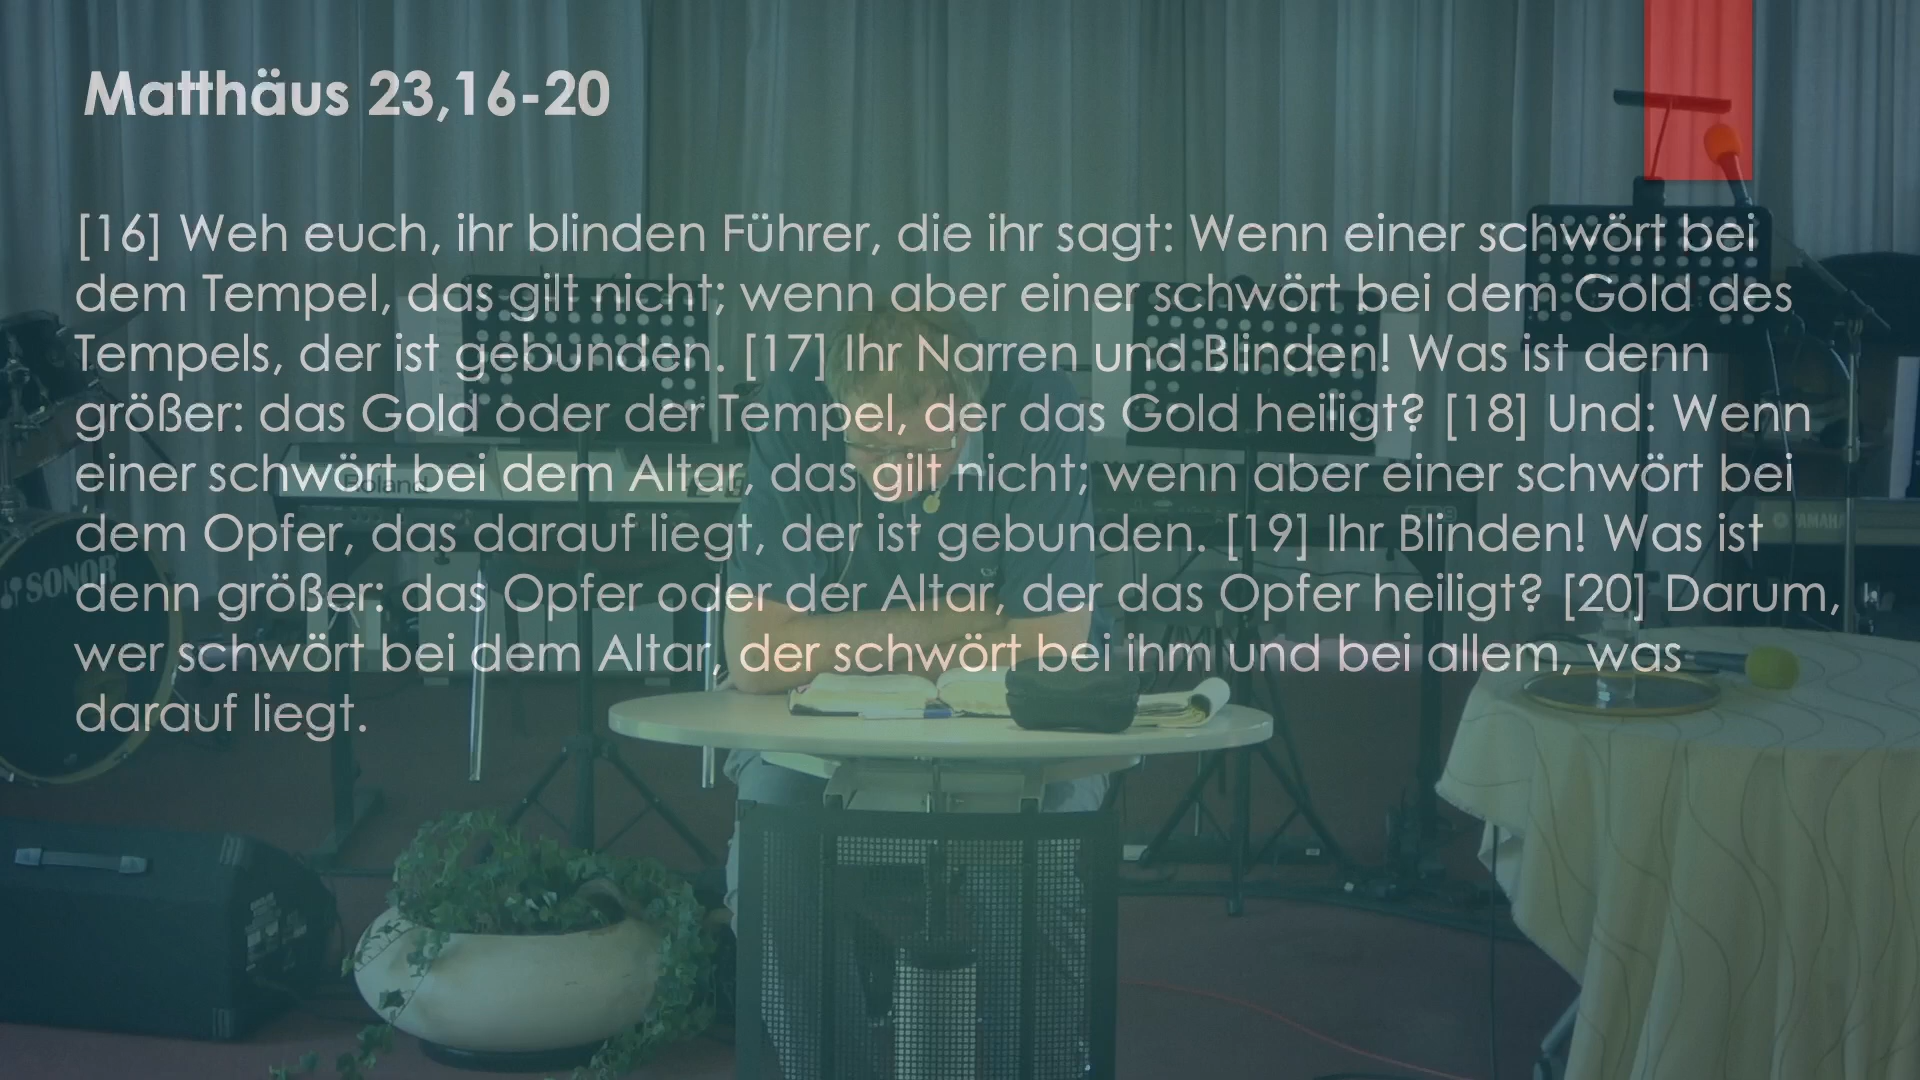 Matthäus 23,16-20
[16] Weh euch, ihr blinden Führer, die ihr sagt: Wenn einer schwört bei
dem Tempel, das gilt nicht; wenn aber einer schwört bei dem Gold des
Tempels, der ist gebunden. [17] Ihr Narren und Blinden! Was ist denn
größer: das Gold oder der Tempel, der das Gold heiligt? [18] Und: Wenn
einer schwört bei dem Altar, das gilt nicht; wenn aber einer schwört bei
dem Opfer, das darauf liegt, der ist gebunden. [19] Ihr Blinden! Was ist
denn größer: das Opfer oder der Altar, der das Opfer heiligt? [20] Darum,
wer schwört bei dem Altar, der schwört bei ihm und bei allem, was
darauf liegt.
Roland
YAMAHA
SONOR